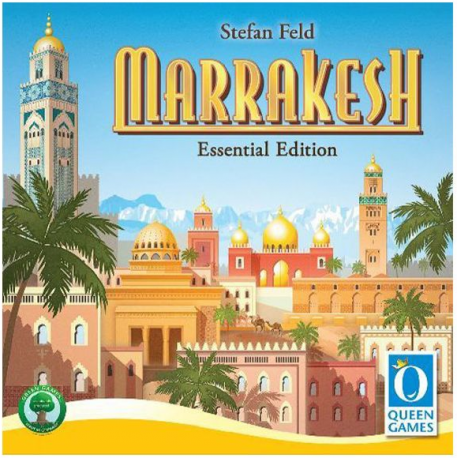 Stefan Feld
MARRAKESH
Essential Edition
QUEEN
GAMES